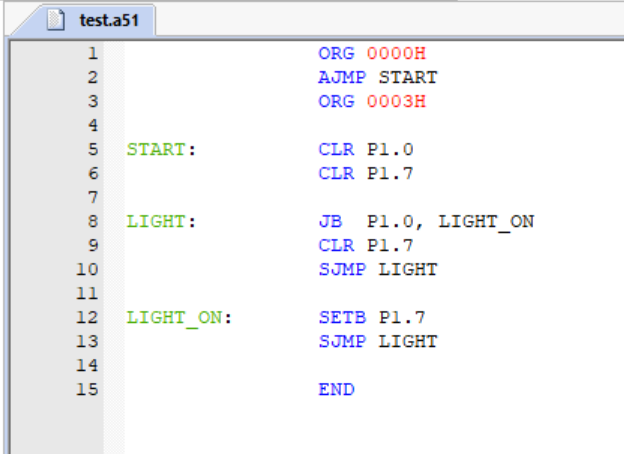 test.a51
1 ORG 0000H
2 AJMP START
3 ORG 0003H
4
5 START: CLR P1.0
6 CLR P1.7
7
8 LIGHT: JB P1.0, LIGHT_ON
9 CLR P1.7
10 SJMP LIGHT
11
12 LIGHT_ON: SETB P1.7
13 SJMP LIGHT
14
15 END